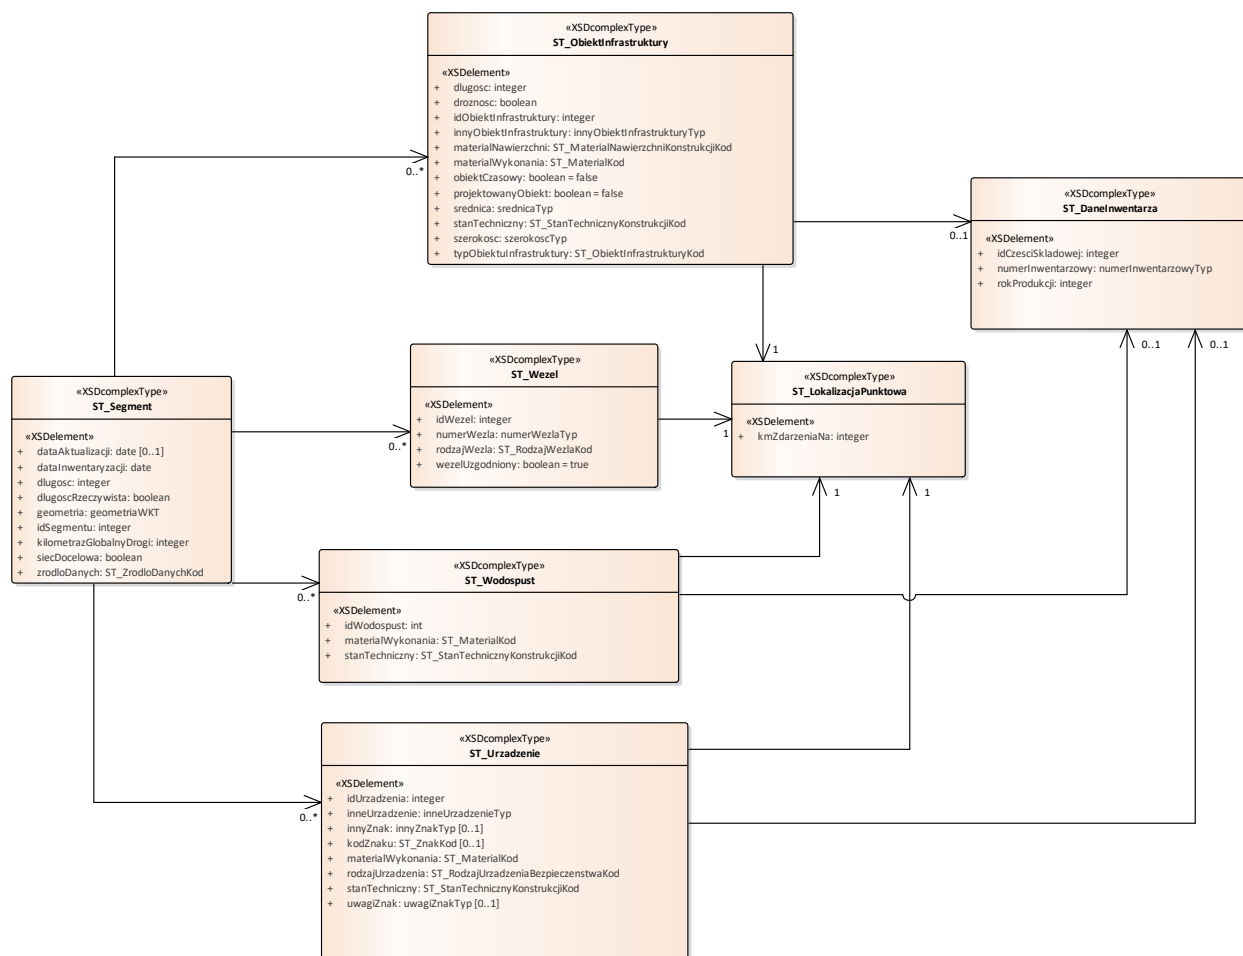 «XSDcomplexType»
ST_ObiektInfrastruktury
«XSDelement»
+ dlugosc: integer
+ droznosc: boolean
+ idObiektInfrastruktury: integer
+ innyObiektInfrastruktury: innyObiektInfrastrukturyTyp
+ materialNawierzchni: ST_MaterialNawierzchniKonstrukcjiKod
+ materialWykonania: ST_MaterialKod
+ obiektCzasowy: boolean = false
+ projektowanyObiekt: boolean = false
+ srednica: srednicaTyp
+ stanTechniczny: ST_StanTechnicznyKonstrukcjiKod
+ szerokosc: szerokoscTyp
+ typObiektuInfrastruktury: ST_ObiektInfrastrukturyKod
0..*
«XSDcomplexType»
ST_DaneInwentarza
«XSDelement»
+ idCzesciSkladowej: integer
+ numerInwentarzowy: numerInwentarzowyTyp
+ rokProdukcji: integer
0..1
0..1
0..1
1
«XSDcomplexType»
ST_Wezel
«XSDelement»
+ idWezel: integer
+ numerWezla: numerWezlaTyp
+ rodzajWezla: ST_RodzajWezlaKod
+ wezelUzgodniony: boolean = true
0..*
1
«XSDcomplexType»
ST_LokalizacjaPunktowa
«XSDelement»
+ kmZdarzeniaNa: integer
1
1
«XSDcomplexType»
ST_Segment
«XSDelement»
+ dataAktualizacji: date [0..1]
+ dataInwentaryzacji: date
+ dlugosc: integer
+ dlugoscRzeczywista: boolean
+ geometria: geometriaWKT
+ idSegmentu: integer
+ kilometrazGlobalnyDrogi: integer
+ siecDocelowa: boolean
+ zrodloDanych: ST_ZrodloDanychKod
0..*
«XSDcomplexType»
ST_Wodospust
«XSDelement»
+ idWodospust: int
+ materialWykonania: ST_MaterialKod
+ stanTechniczny: ST_StanTechnicznyKonstrukcjiKod
0..*
«XSDcomplexType»
ST_Urzadzenie
«XSDelement»
+ idUrzadzenia: integer
+ inneUrzadzenie: inneUrzadzenieTyp
+ innyZnak: innyZnakTyp [0..1]
+ kodZnaku: ST_ZnakKod [0..1]
+ materialWykonania: ST_MaterialKod
+ rodzajUrzadzenia: ST_RodzajUrzadzeniaBezpieczenstwaKod
+ stanTechniczny: ST_StanTechnicznyKonstrukcjiKod
+ uwagiZnak: uwagiZnakTyp [0..1]